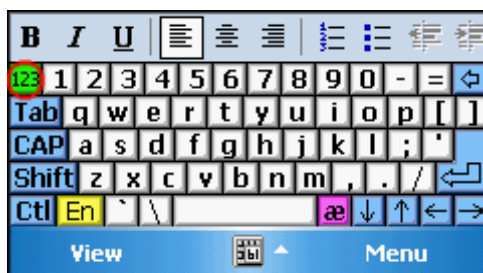 B I U
123 1 2 3 4 5 6 7 8 9 0 - =
Tab q w e r t y u i o p [ ]
CAP a s d f g h j k l ; '
Shift z x c v b n m , . /
Ctl En ` \ æ ↓ ↑ ← →
View Menu